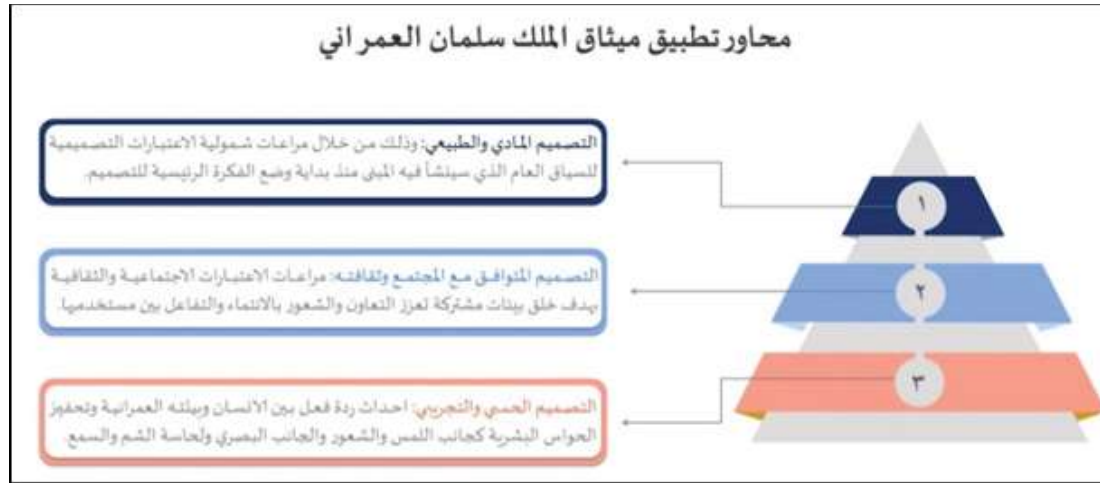 محاور تطبيق ميثاق الملك سلمان العمراني
التصميم المادي والطبيعي: وذلك من خلال مراعات شمولية الاعتبارات التصميمية
للسياق العام الذي سينشأ فيه المبنى منذ بداية وضع الفكرة الرئيسية للتصميم.
١
التصميم المتوافق مع المجتمع وثقافته: مراعات الاعتبارات الاجتماعية والثقافية
بهدف خلق بيئات مشتركة تعزز التعاون والشعور بالانتماء والتفاعل بين مستخدميها.
٢
التصميم الحسي والتجريبي: احداث ردة فعل بين الانسان وبيئته العمرانية وتحفيز
الحواس البشرية كجانب اللمس والشعور والجانب البصري ولحاسة الشم والسمع.
٣